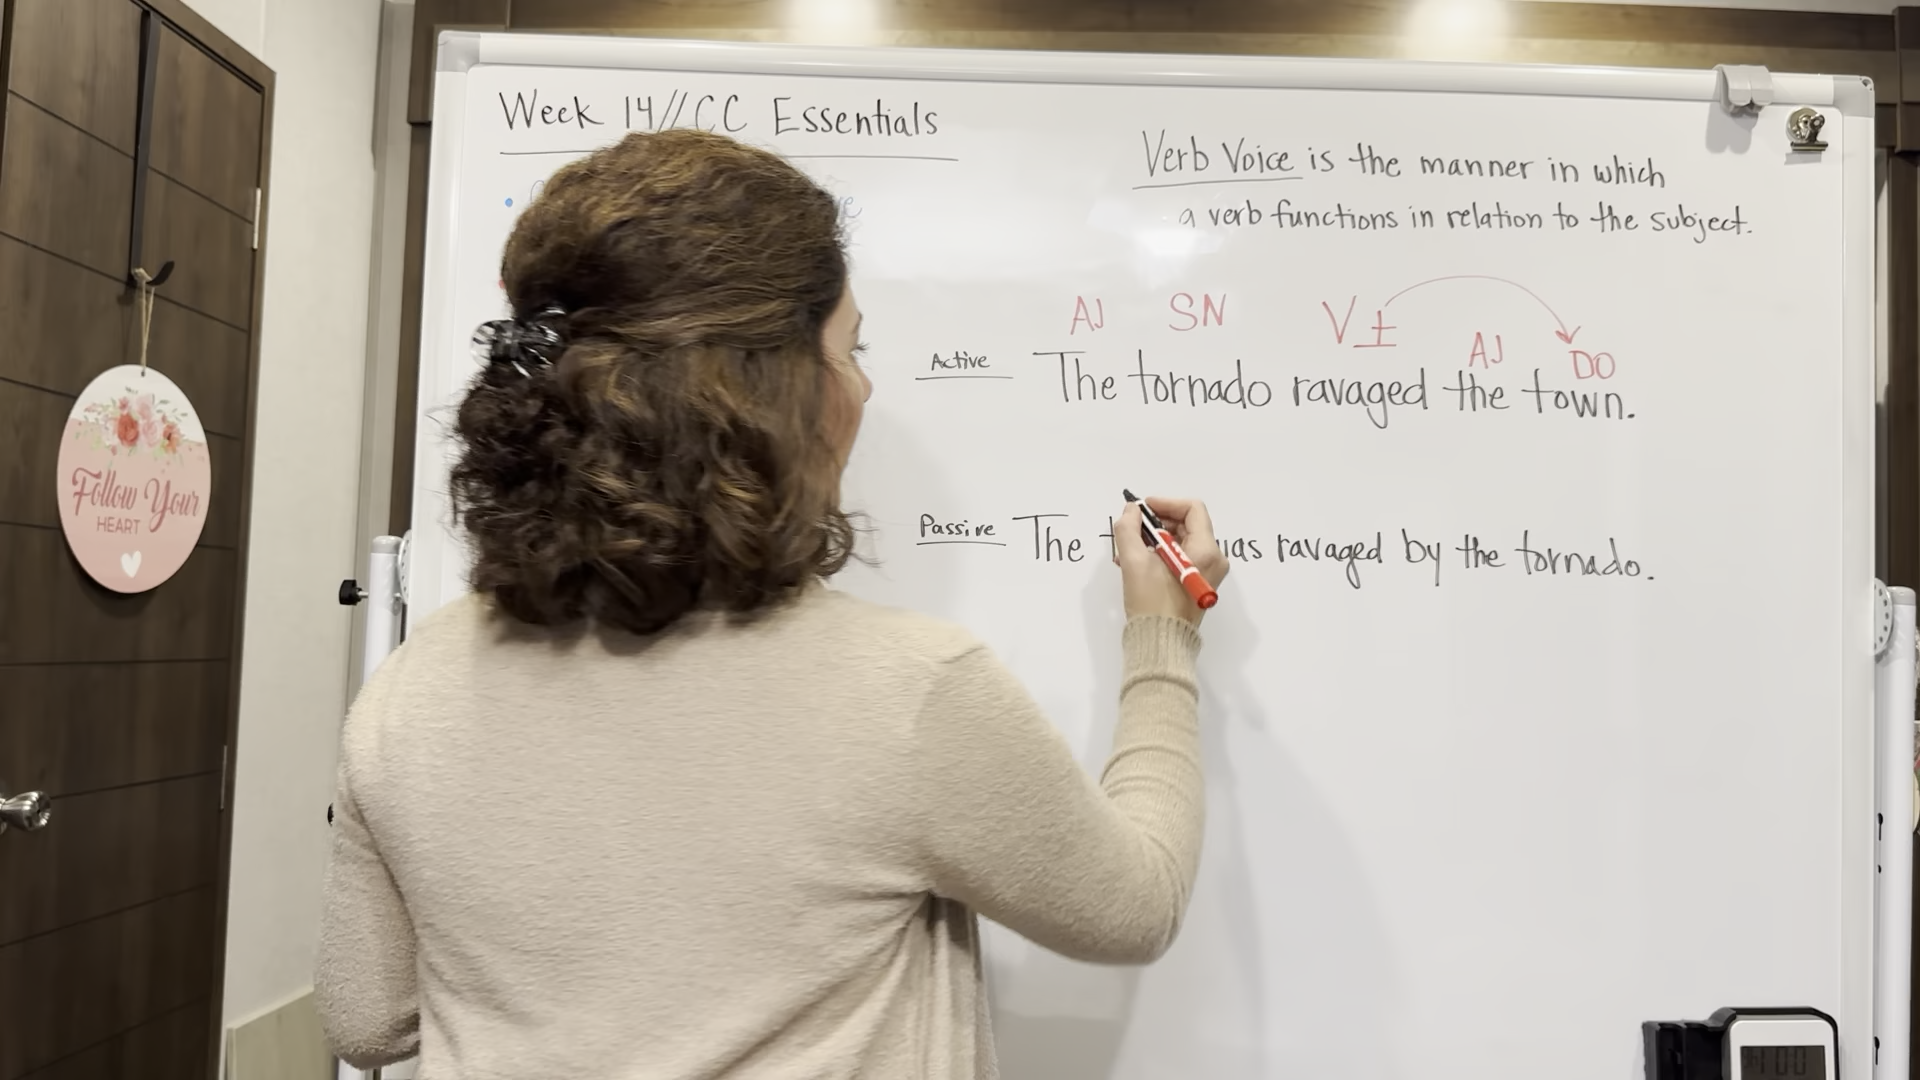 Week 14//CC Essentials
Verb Voice is the manner in which
a verb functions in relation to the subject.
AJ SN Vt AJ DO
Active The tornado ravaged the town.
Passive The was ravaged by the tornado.
Follow Your
HEART